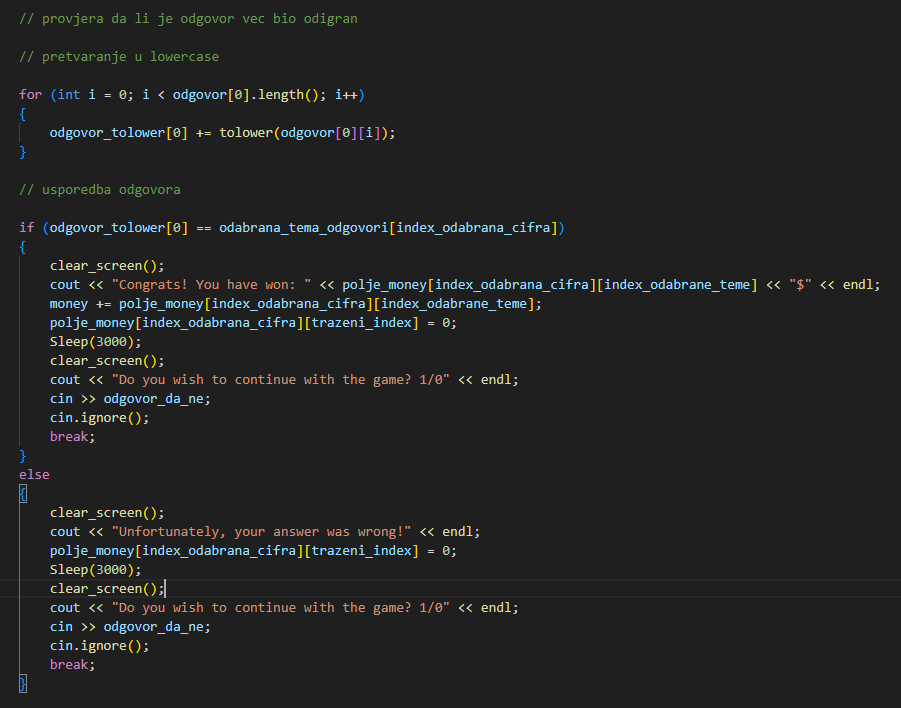 // provjera da li je odgovor vec bio odigran
// pretvaranje u lowercase
for (int i = 0; i < odgovor[0].length(); i++)
{
odgovor_tolower[0] += tolower(odgovor[0][i]);
}
// usporedba odgovora
if (odgovor_tolower[0] == odabrana_tema_odgovori[index_odabrana_cifra])
{
clear_screen();
cout << "Congrats! You have won: " << polje_money[index_odabrana_cifra][index_odabrane_teme] << "$" << endl;
money += polje_money[index_odabrana_cifra][index_odabrane_teme];
polje_money[index_odabrana_cifra][trazeni_index] = 0;
Sleep(3000);
clear_screen();
cout << "Do you wish to continue with the game? 1/0" << endl;
cin >> odgovor_da_ne;
cin.ignore();
break;
}
else
{
clear_screen();
cout << "Unfortunately, your answer was wrong!" << endl;
polje_money[index_odabrana_cifra][trazeni_index] = 0;
Sleep(3000);
clear_screen();
cout << "Do you wish to continue with the game? 1/0" << endl;
cin >> odgovor_da_ne;
cin.ignore();
break;
}